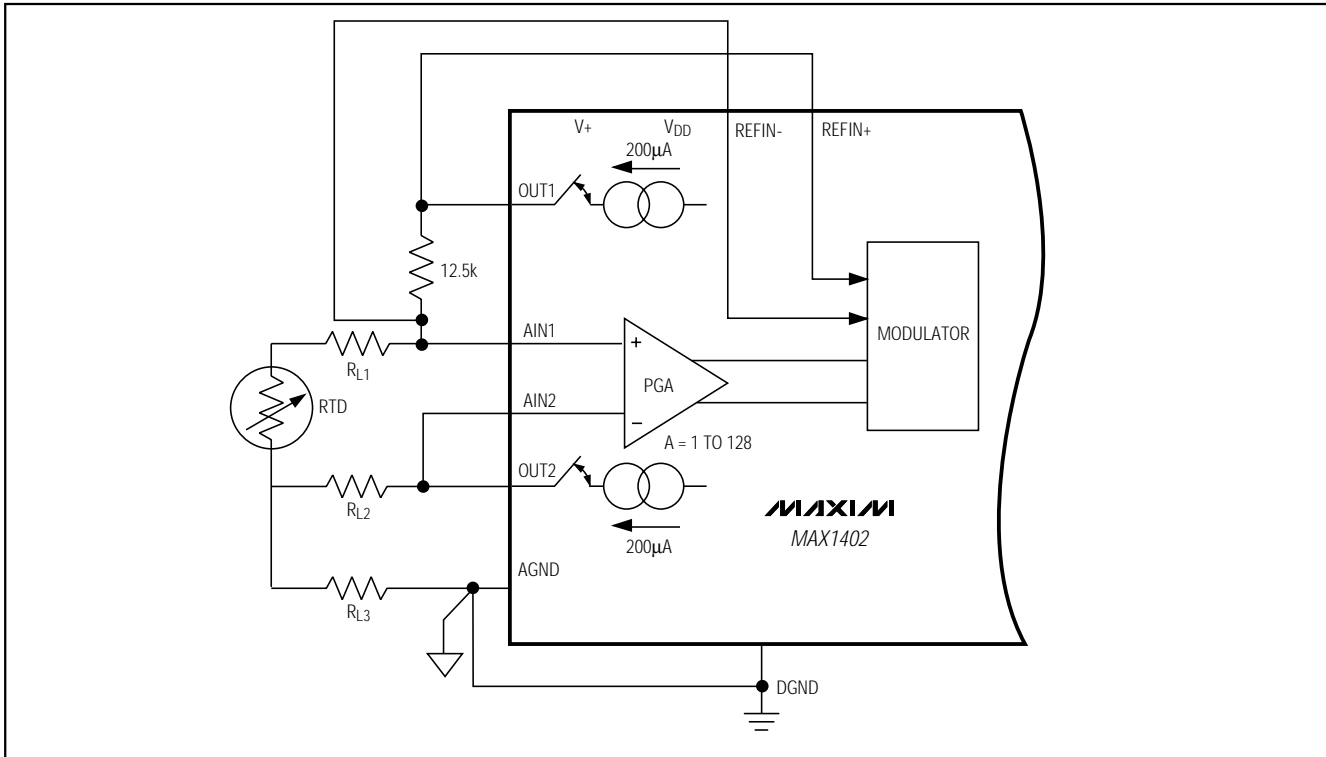 V+ VDD REFIN- REFIN+
200µA
OUT1
12.5k
AIN1
RL1
MODULATOR
PGA
RTD
AIN2
A = 1 TO 128
OUT2
RL2
MAXIM
MAX1402
200µA
AGND
RL3
DGND